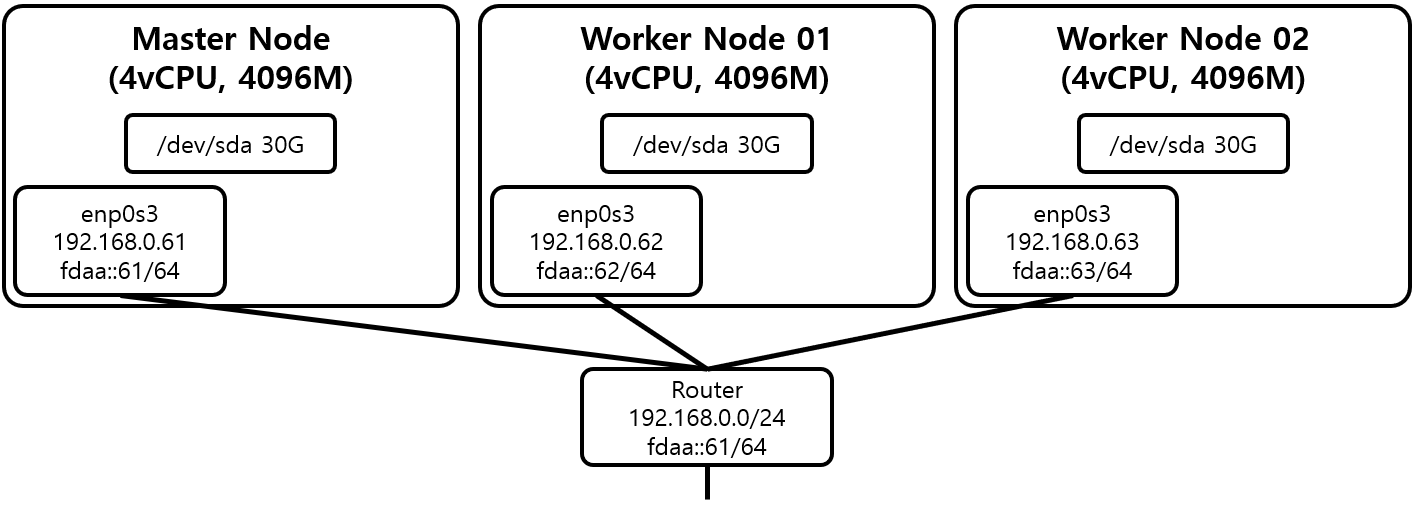 Master Node
(4vCPU, 4096M)
/dev/sda 30G
enp0s3
192.168.0.61
fdaa::61/64
Worker Node 01
(4vCPU, 4096M)
/dev/sda 30G
enp0s3
192.168.0.62
fdaa::62/64
Worker Node 02
(4vCPU, 4096M)
/dev/sda 30G
enp0s3
192.168.0.63
fdaa::63/64
Router
192.168.0.0/24
fdaa::61/64